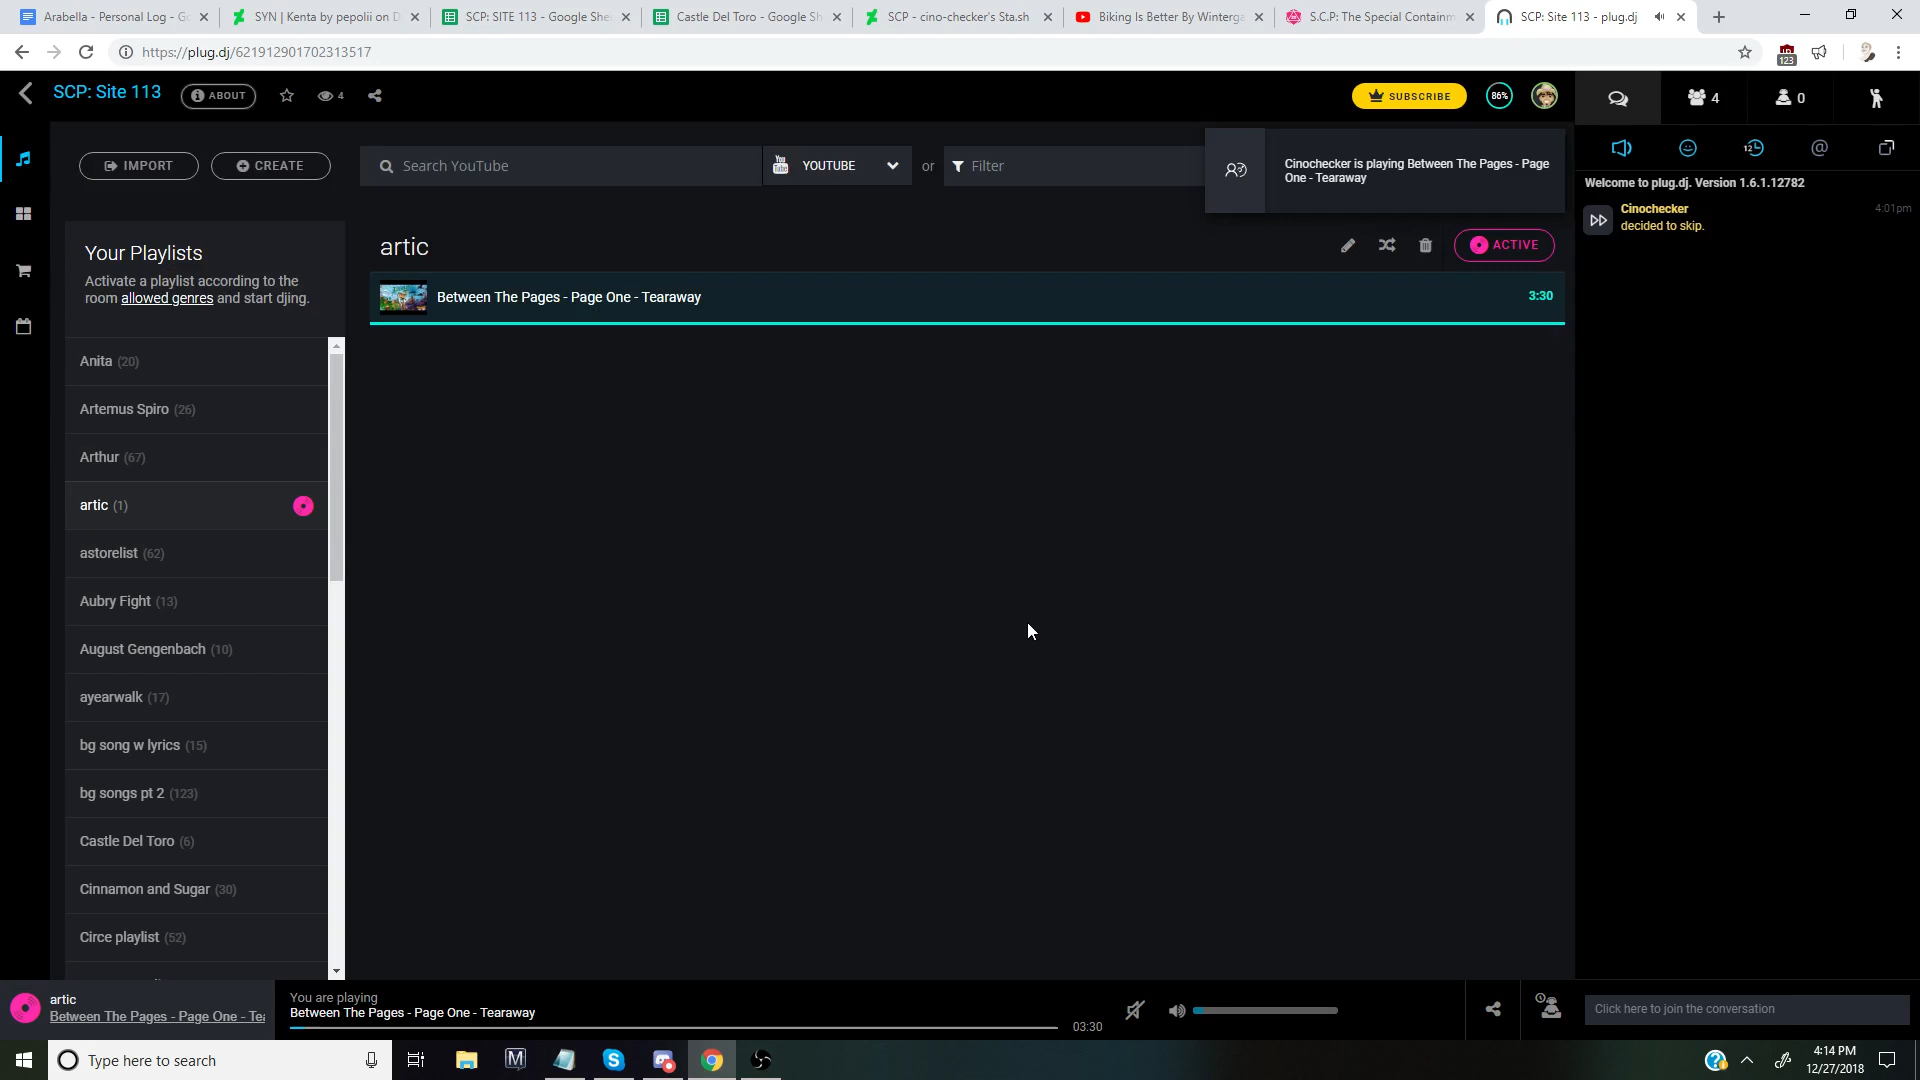 Arabella - Personal Log - Go
SYN | Kenta by pepolii on D
SCP: SITE 113 - Google She
Castle Del Toro - Google Sh
SCP - cino-checker's Sta.sh
Biking Is Better By Winterga
S.C.P: The Special Containm
SCP: Site 113 - plug.dj
https://plug.dj/621912901702313517
123
SCP: Site 113
ABOUT
4
SUBSCRIBE
86%
4
0
IMPORT
CREATE
Search YouTube
YOUTUBE
or
Filter
Cinochecker is playing Between The Pages - Page
One - Tearaway
12
@
Welcome to plug.dj. Version 1.6.1.12782
Cinochecker
4:01pm
decided to skip.
Your Playlists
Activate a playlist according to the
room allowed genres and start djing.
artic
ACTIVE
Between The Pages - Page One - Tearaway
3:30
Anita (20)
Artemus Spiro (26)
Arthur (67)
artic (1)
astorelist (62)
Aubry Fight (13)
August Gengenbach (10)
ayearwalk (17)
bg song w lyrics (15)
bg songs pt 2 (123)
Castle Del Toro (6)
Cinnamon and Sugar (30)
Circe playlist (52)
artic
Between The Pages - Page One - Tea
You are playing
Between The Pages - Page One - Tearaway
03:30
Click here to join the conversation
Type here to search
4:14 PM
12/27/2018